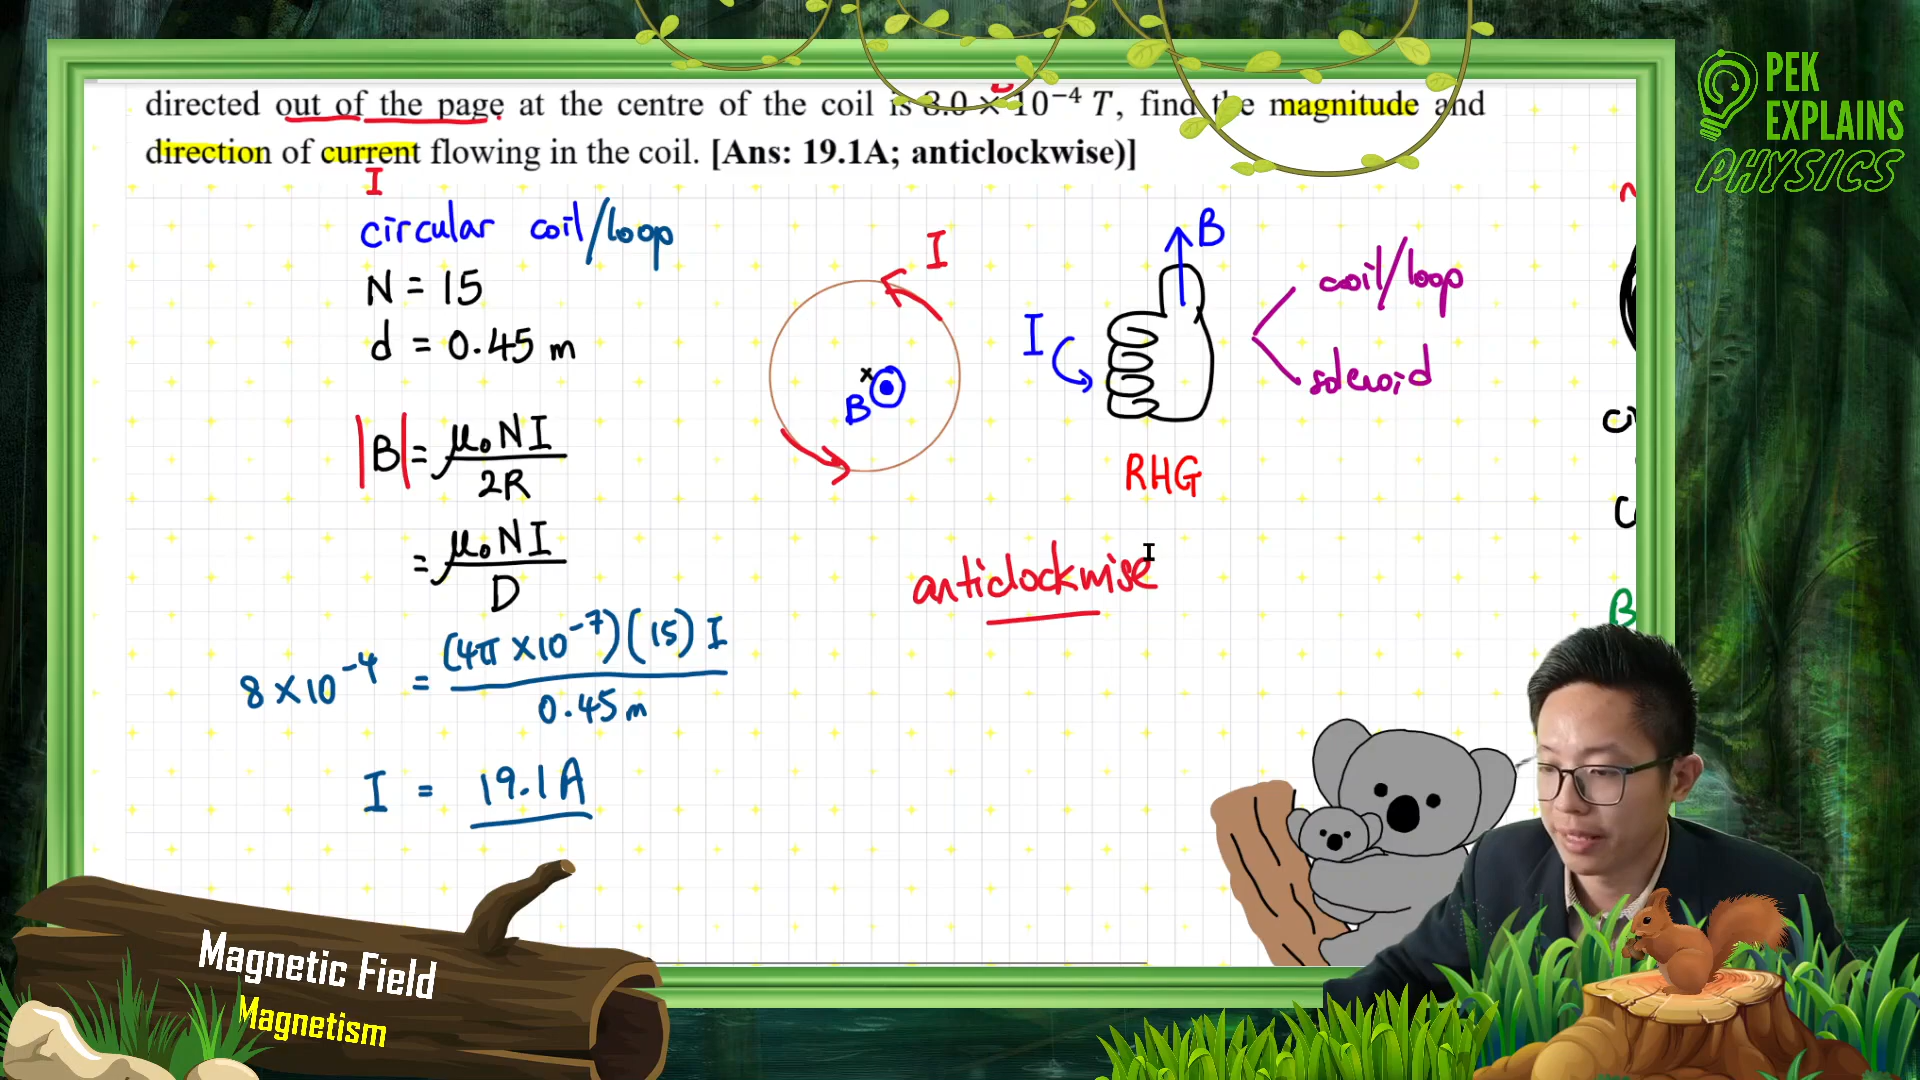 directed out of the page at the centre of the coil is 8.0 × 10⁻⁴ T, find the magnitude and
direction of current flowing in the coil. [Ans: 19.1A; anticlockwise)]
I
circular coil/loop
N = 15
d = 0.45 m
|B| = μ₀NI / 2R
= μ₀NI / D
8 × 10⁻⁴ = (4π × 10⁻⁷)(15) I / 0.45 m
I = 19.1 A
I
x
B
B
I
RHG
coil/loop
solenoid
anticlockwise
B
PEK
EXPLAINS
PHYSICS
Magnetic Field
Magnetism